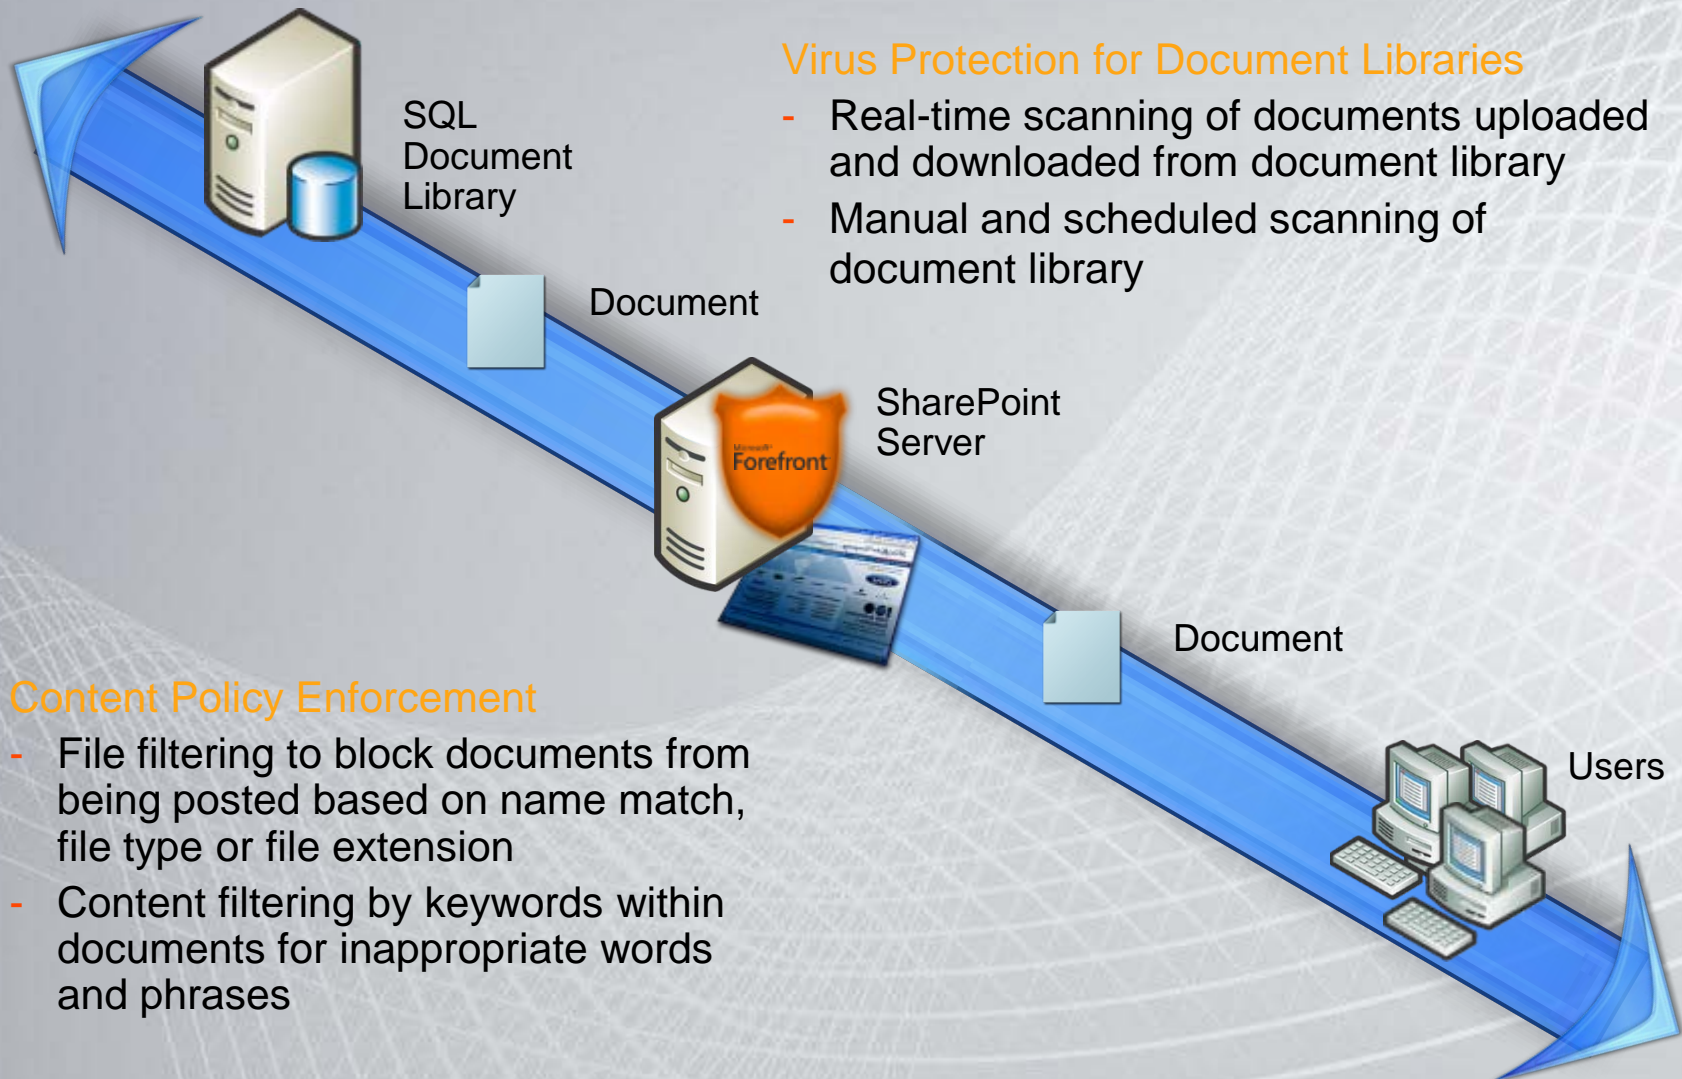 SQL
Document
Library
Virus Protection for Document Libraries
- Real-time scanning of documents uploaded
and downloaded from document library
- Manual and scheduled scanning of
document library
Document
SharePoint
Server
Microsoft
Forefront
Document
Users
Content Policy Enforcement
- File filtering to block documents from
being posted based on name match,
file type or file extension
- Content filtering by keywords within
documents for inappropriate words
and phrases